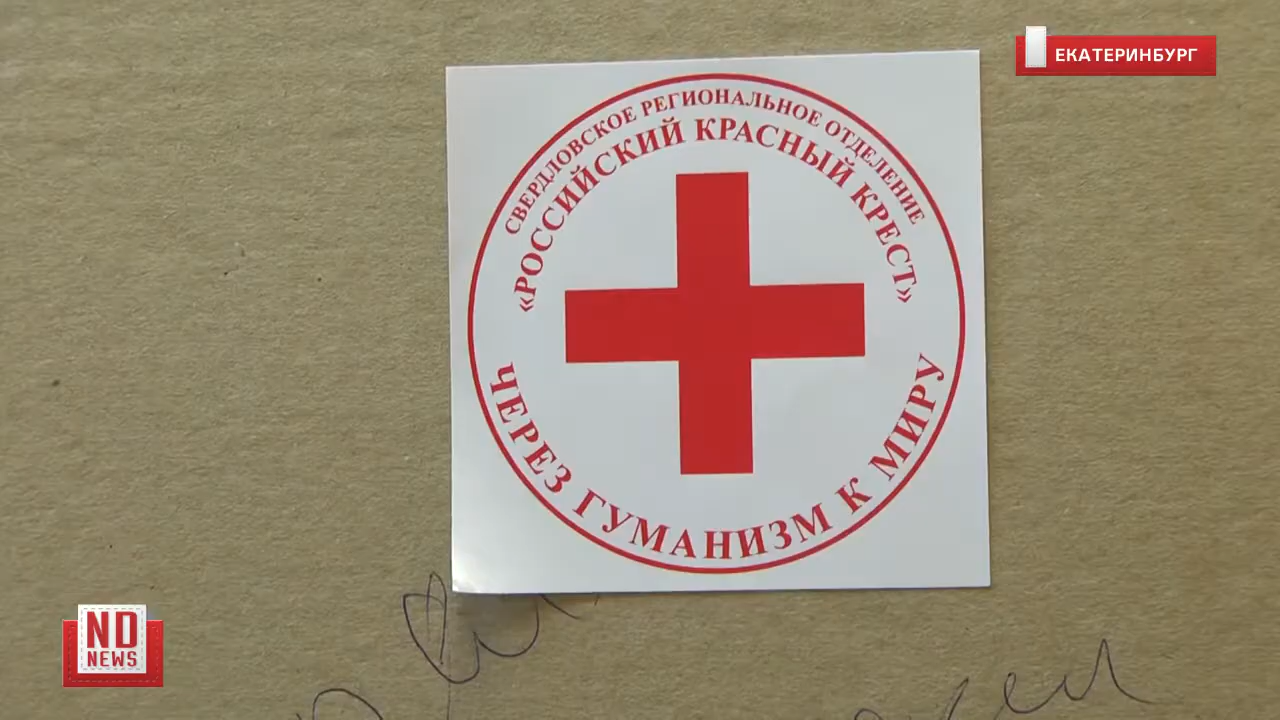 ЕКАТЕРИНБУРГ
СВЕРДЛОВСКОЕ РЕГИОНАЛЬНОЕ ОТДЕЛЕНИЕ
«РОССИЙСКИЙ КРАСНЫЙ КРЕСТ»
ЧЕРЕЗ ГУМАНИЗМ К МИРУ
ND
NEWS